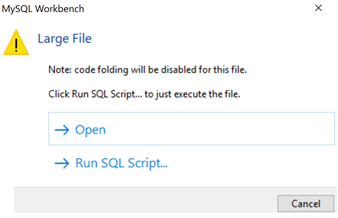 MySQL Workbench
Large File
Note: code folding will be disabled for this file.
Click Run SQL Script... to just execute the file.
Open
Run SQL Script...
Cancel